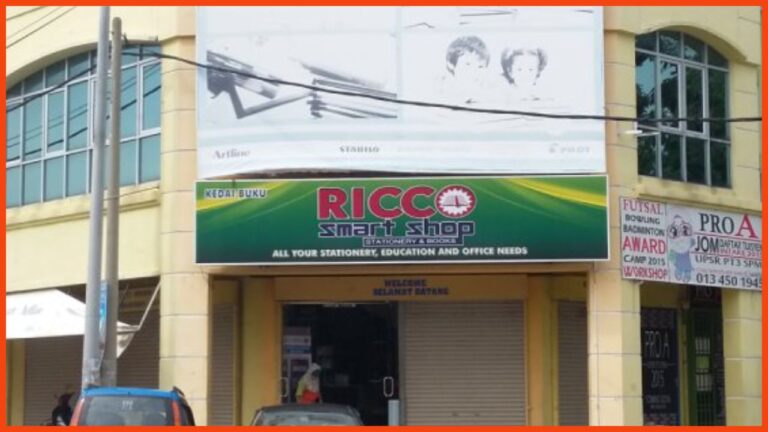 Artline STABILO PILOT
KEDAI BUKU
RICCO
smart shop
STATIONERY & BOOKS
ALL YOUR STATIONERY, EDUCATION AND OFFICE NEEDS
WELCOME
SELAMAT DATANG
FUTSAL
BOWLING
BADMINTON
AWARD
CAMP 2015
WORKSHOP
PRO A
JOM
UPSR PT3 SPM
013 450 1945
PRO A
2015